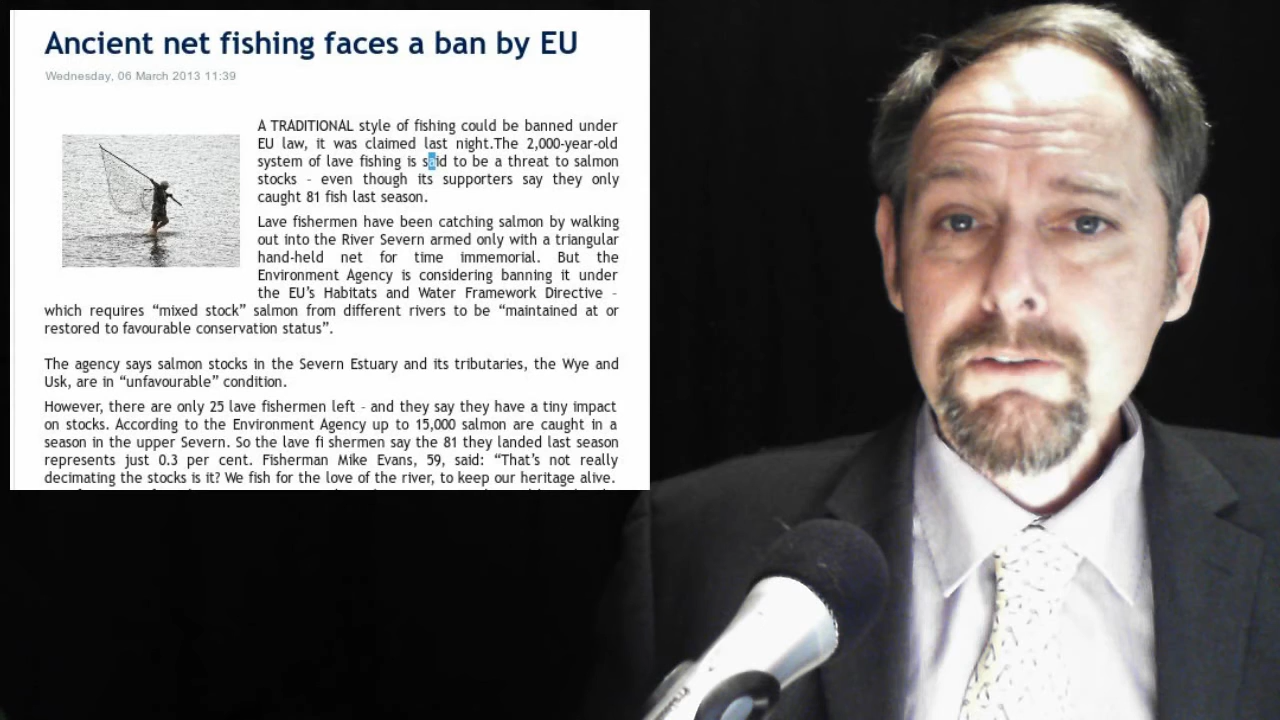 Ancient net fishing faces a ban by EU
Wednesday, 06 March 2013 11:39
A TRADITIONAL style of fishing could be banned under
EU law, it was claimed last night.The 2,000-year-old
system of lave fishing is said to be a threat to salmon
stocks - even though its supporters say they only
caught 81 fish last season.
Lave fishermen have been catching salmon by walking
out into the River Severn armed only with a triangular
hand-held net for time immemorial. But the
Environment Agency is considering banning it under
the EU’s Habitats and Water Framework Directive -
which requires “mixed stock” salmon from different rivers to be “maintained at or
restored to favourable conservation status”.
The agency says salmon stocks in the Severn Estuary and its tributaries, the Wye and
Usk, are in “unfavourable” condition.
However, there are only 25 lave fishermen left - and they say they have a tiny impact
on stocks. According to the Environment Agency up to 15,000 salmon are caught in a
season in the upper Severn. So the lave fi shermen say the 81 they landed last season
represents just 0.3 per cent. Fisherman Mike Evans, 59, said: “That’s not really
decimating the stocks is it? We fish for the love of the river, to keep our heritage alive.